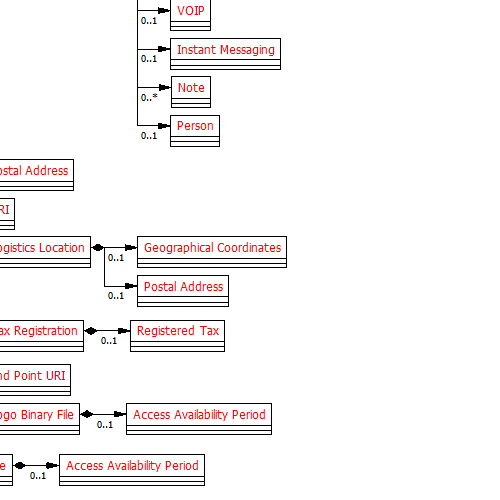 VOIP
0..1
Instant Messaging
0..1
Note
0..*
Person
0..1
ostal Address
RI
ogistics Location
0..1
Geographical Coordinates
0..1
Postal Address
ax Registration
0..1
Registered Tax
nd Point URI
ogo Binary File
0..1
Access Availability Period
e
0..1
Access Availability Period